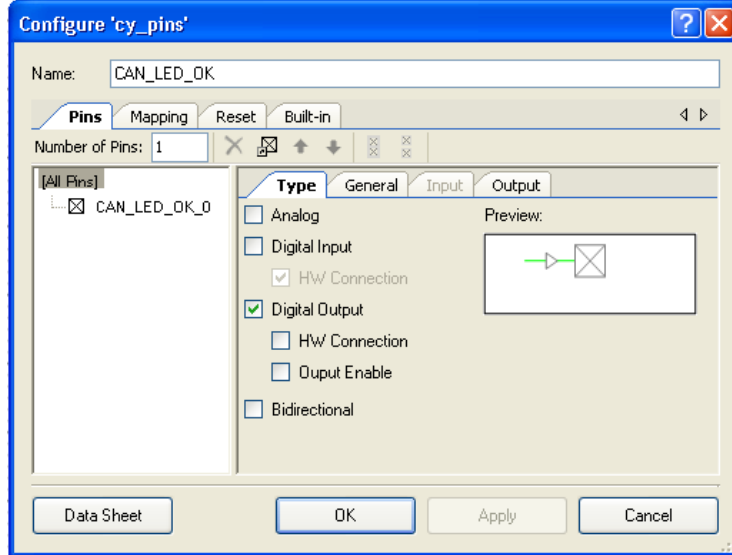 Configure 'cy_pins'
Name: CAN_LED_OK
Pins Mapping Reset Built-in
Number of Pins: 1
[All Pins]
CAN_LED_OK_0
Type General Input Output
Analog
Preview:
Digital Input
HW Connection
Digital Output
HW Connection
Ouput Enable
Bidirectional
Data Sheet OK Apply Cancel